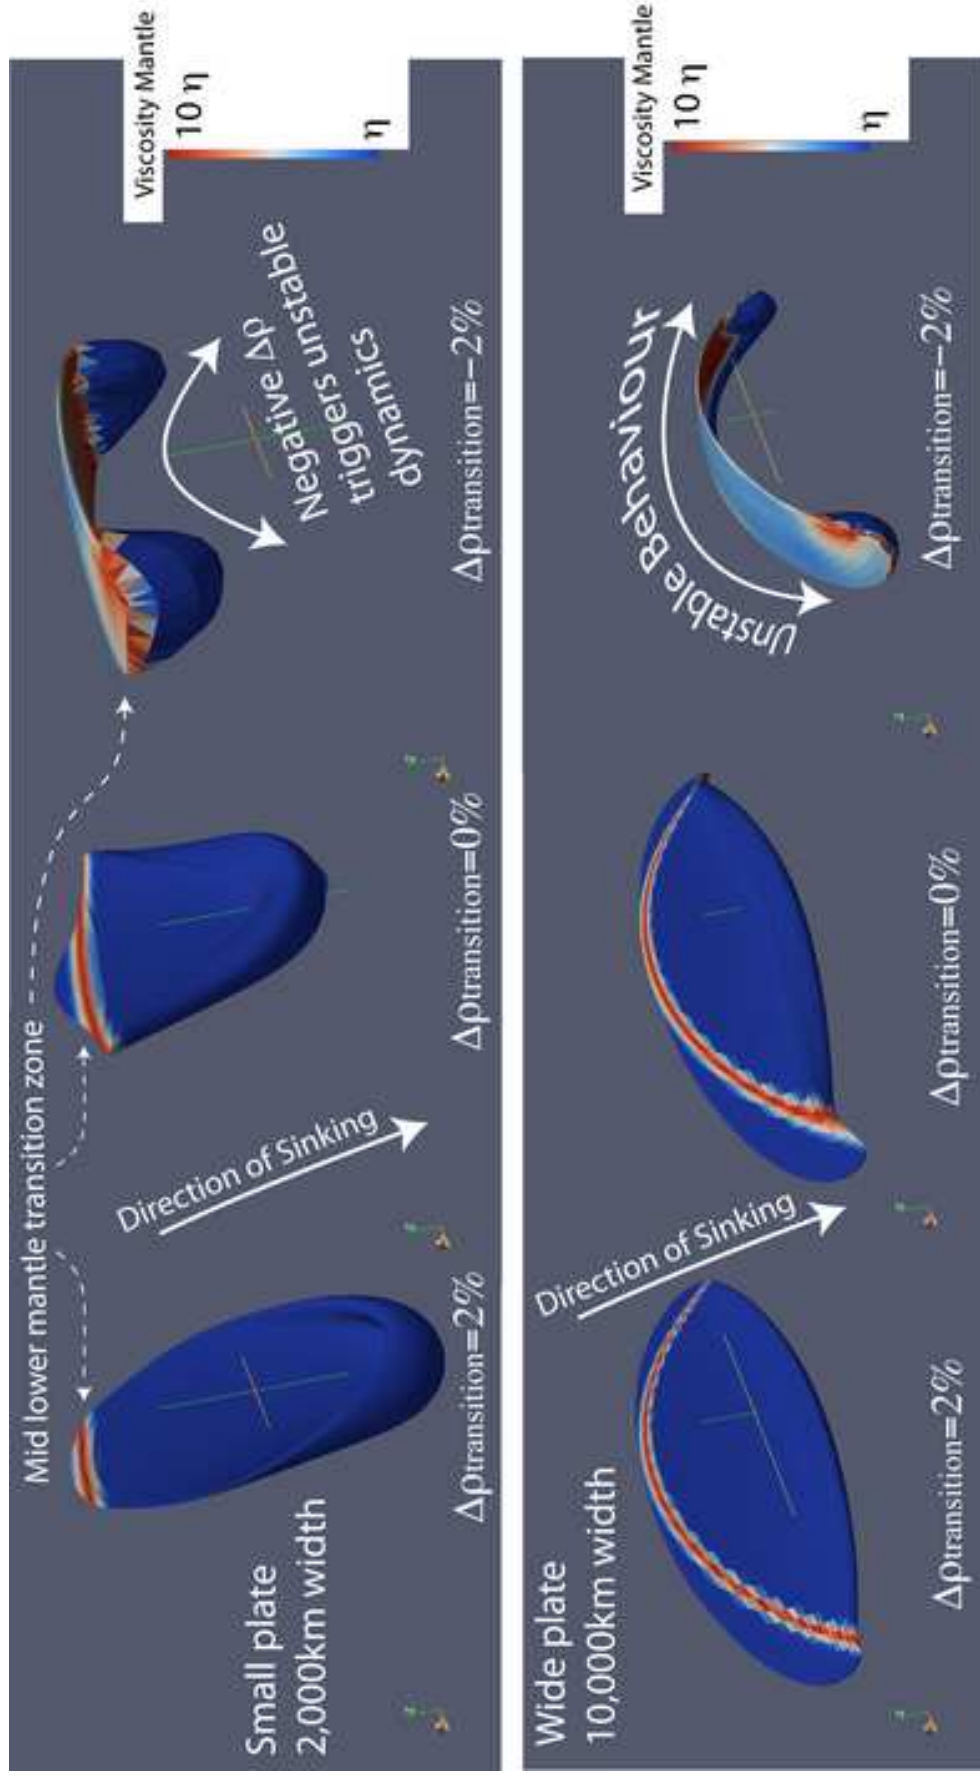 Mid lower mantle transition zone
Viscosity Mantle
10 η
η
Direction of Sinking
Negative Δρ
triggers unstable
dynamics
Small plate
2,000km width
Δρtransition=2%
Δρtransition=0%
Δρtransition=−2%
Wide plate
10,000km width
Direction of Sinking
Unstable Behaviour
Viscosity Mantle
10 η
η
Δρtransition=2%
Δρtransition=0%
Δρtransition=−2%